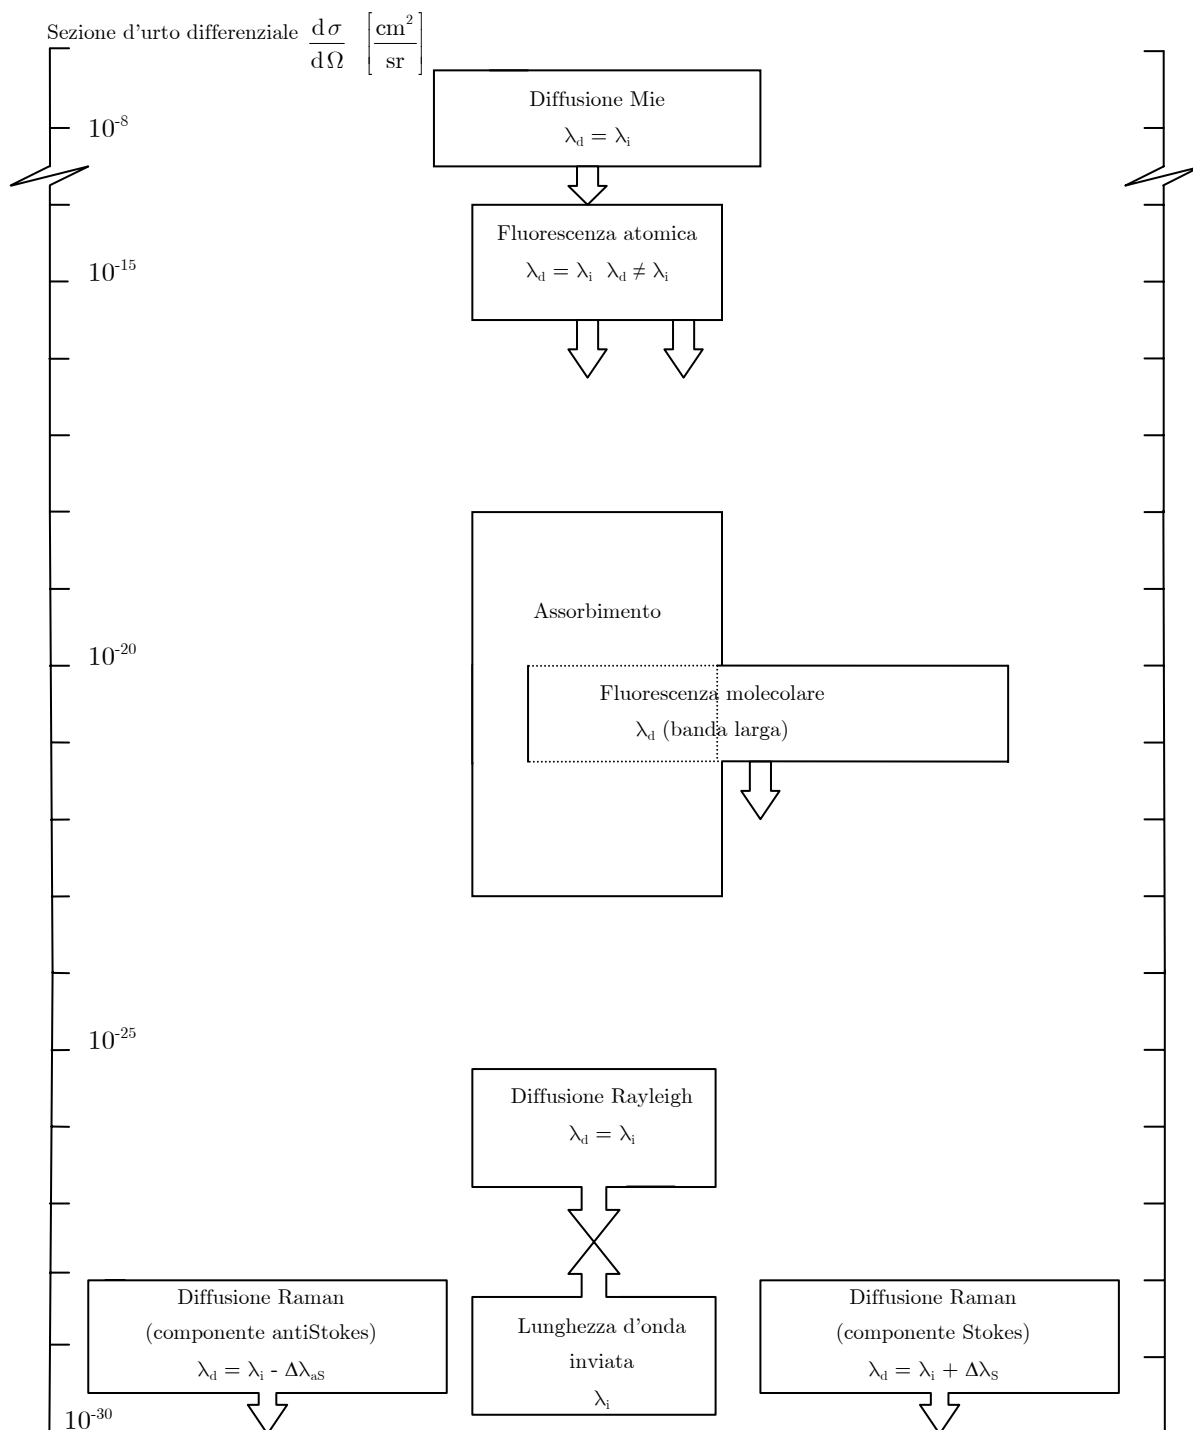 Sezione d'urto differenziale dσ/dΩ [cm²/sr]
Diffusione Mie
λd = λi
10-8
Fluorescenza atomica
λd = λi λd ≠ λi
10-15
Assorbimento
10-20
Fluorescenza molecolare
λd (banda larga)
10-25
Diffusione Rayleigh
λd = λi
Diffusione Raman
(componente antiStokes)
λd = λi - ΔλaS
Lunghezza d'onda
inviata
λi
Diffusione Raman
(componente Stokes)
λd = λi + ΔλS
10-30